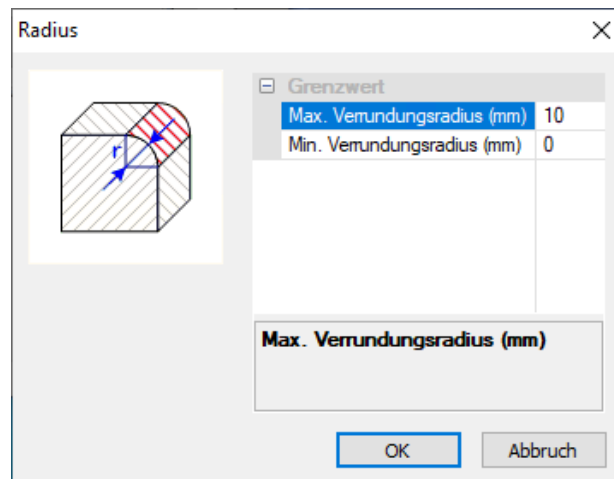 Radius
r
Grenzwert
Max. Verrundungsradius (mm) 10
Min. Verrundungsradius (mm) 0
Max. Verrundungsradius (mm)
OK Abbruch